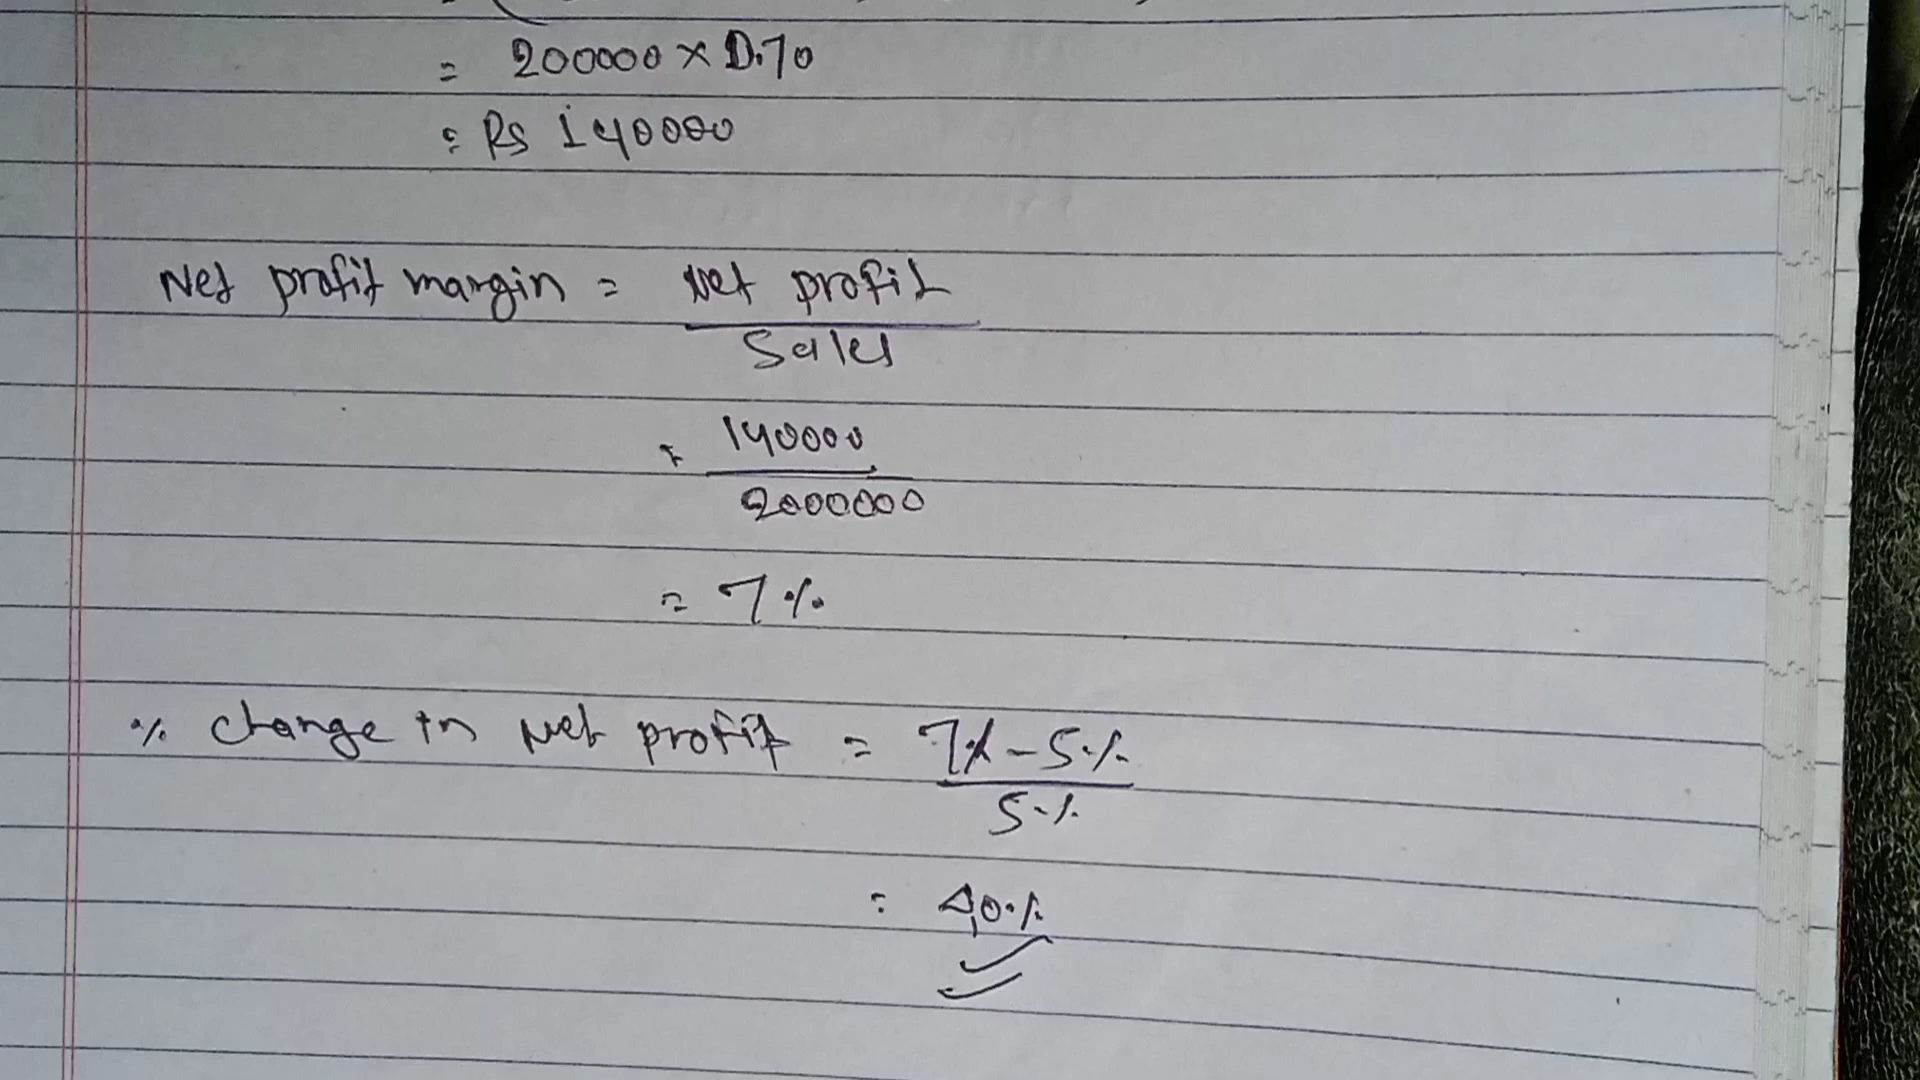 = 200000 × 0.70
= Rs 140000
Net profit margin = Net profit
Sales
= 140000
2000000
= 7%
% change in Net profit = 7% - 5%
5%
= 40%